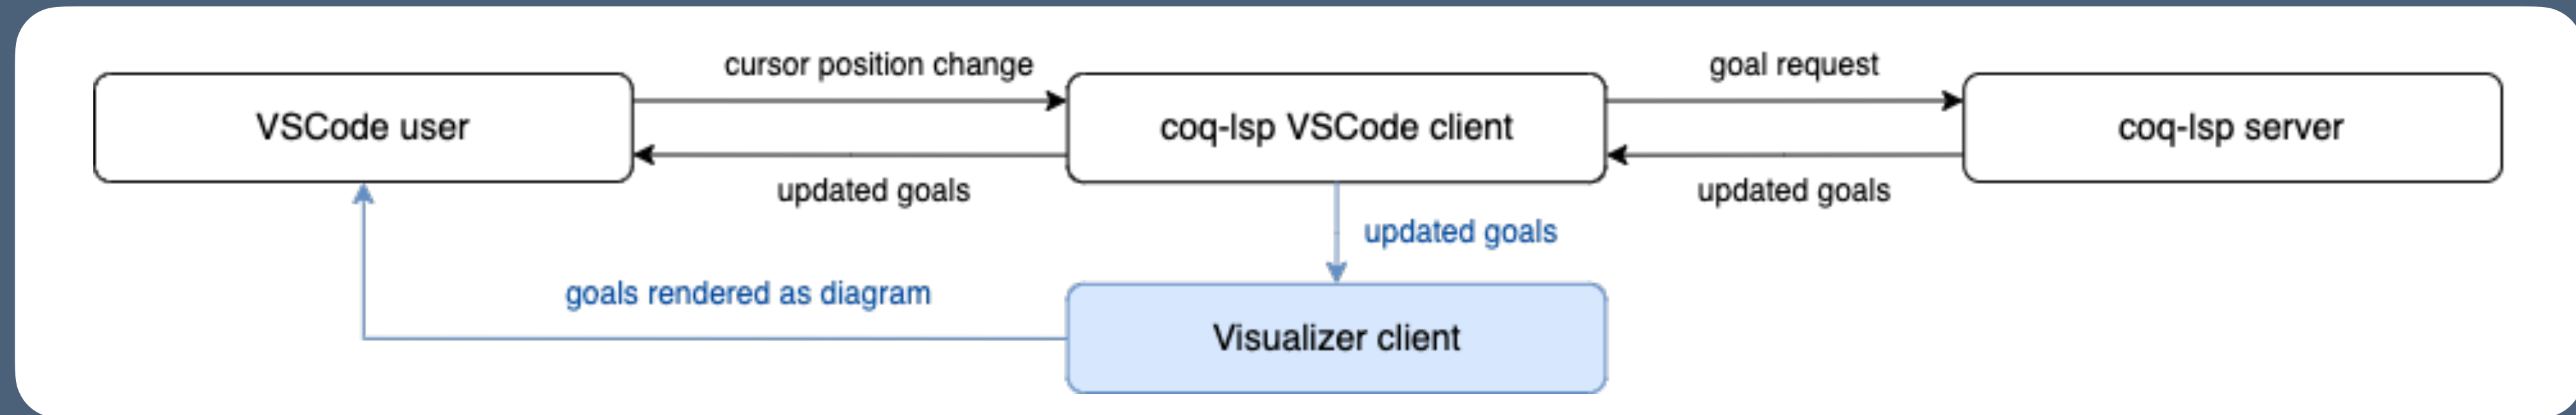 cursor position change
goal request
VSCode user
coq-lsp VSCode client
coq-lsp server
updated goals
updated goals
updated goals
goals rendered as diagram
Visualizer client